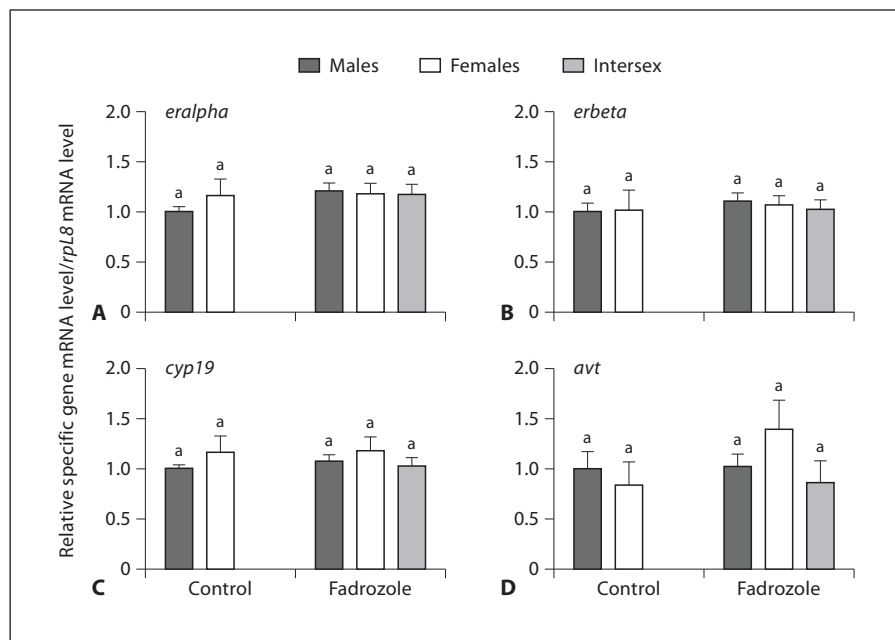 Males Females Intersex
Relative specific gene mRNA level/rpL8 mRNA level
2.0
1.5
1.0
0.5
0
eralpha
a a a a a
A
2.0
1.5
1.0
0.5
0
erbeta
a a a a a
B
2.0
1.5
1.0
0.5
0
cyp19
a a a a a
C
Control Fadrozole
2.0
1.5
1.0
0.5
0
avt
a a a a a
D
Control Fadrozole